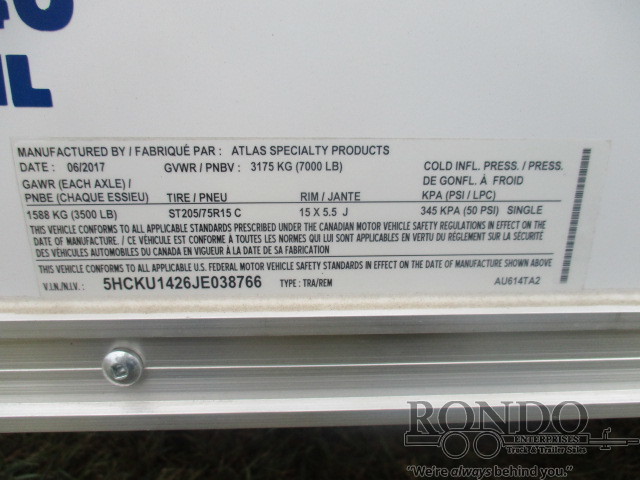 MANUFACTURED BY / FABRIQUÉ PAR : ATLAS SPECIALTY PRODUCTS
DATE : 06/2017 GVWR / PNBV : 3175 KG (7000 LB) COLD INFL. PRESS. / PRESS.
GAWR (EACH AXLE) / DE GONFL. À FROID
PNBE (CHAQUE ESSIEU) TIRE / PNEU RIM / JANTE KPA (PSI / LPC)
1588 KG (3500 LB) ST205/75R15 C 15 X 5.5 J 345 KPA (50 PSI) SINGLE
THIS VEHICLE CONFORMS TO ALL APPLICABLE STANDARDS PRESCRIBED UNDER THE CANADIAN MOTOR VEHICLE SAFETY REGULATIONS IN EFFECT ON THE
DATE OF MANUFACTURE. / CE VÉHICULE EST CONFORME À TOUTES LES NORMES QUI LUI SONT APPLICABLES EN VERTU DU RÈGLEMENT SUR LA SÉCURITÉ
DES VÉHICULES AUTOMOBILES DU CANADA EN VIGUEUR À LA DATE DE SA FABRICATION.
THIS VEHICLE CONFORMS TO ALL APPLICABLE U.S. FEDERAL MOTOR VEHICLE SAFETY STANDARDS IN EFFECT ON THE DATE OF MANUFACTURE SHOWN ABOVE.
V.I.N./N.I.V. : 5HCKU1426JE038766 TYPE : TRA/REM AU614TA2
RONDO
ENTERPRISES
Truck & Trailer Sales
"We're always behind you."